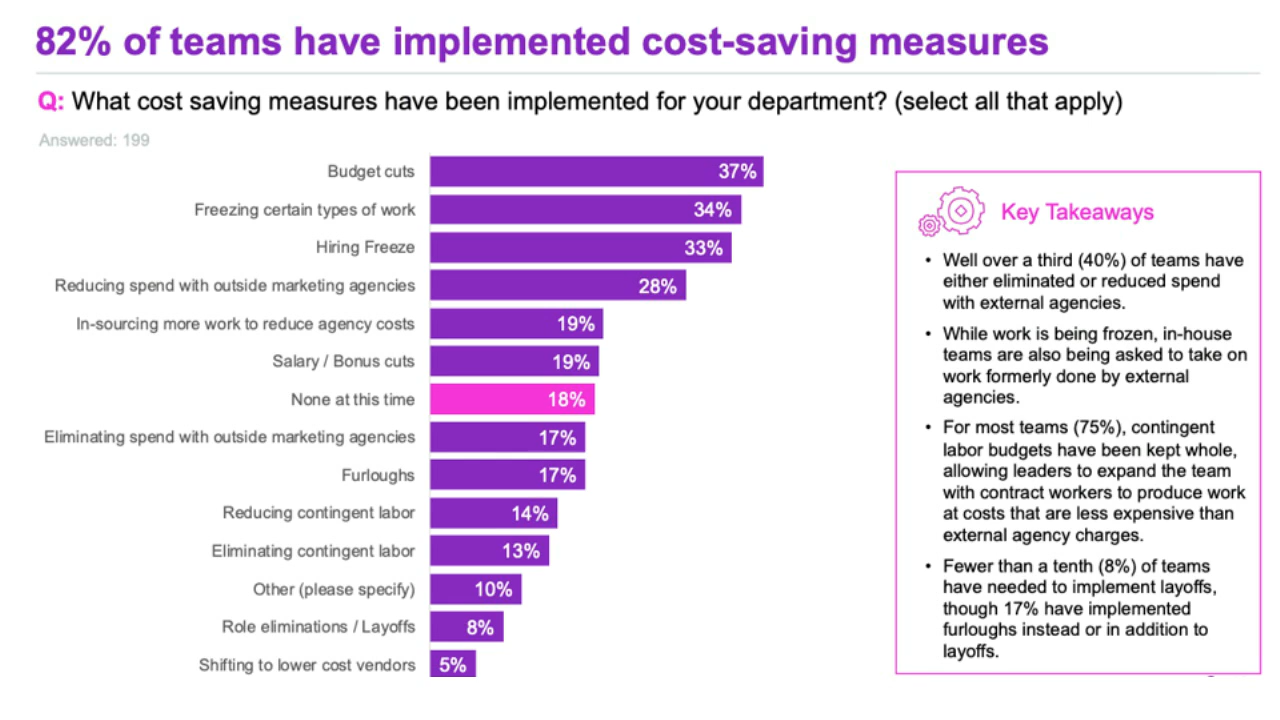 82% of teams have implemented cost-saving measures
Q: What cost saving measures have been implemented for your department? (select all that apply)
Answered: 199
Budget cuts 37%
Freezing certain types of work 34%
Hiring Freeze 33%
Reducing spend with outside marketing agencies 28%
In-sourcing more work to reduce agency costs 19%
Salary / Bonus cuts 19%
None at this time 18%
Eliminating spend with outside marketing agencies 17%
Furloughs 17%
Reducing contingent labor 14%
Eliminating contingent labor 13%
Other (please specify) 10%
Role eliminations / Layoffs 8%
Shifting to lower cost vendors 5%
Key Takeaways
• Well over a third (40%) of teams have
either eliminated or reduced spend
with external agencies.
• While work is being frozen, in-house
teams are also being asked to take on
work formerly done by external
agencies.
• For most teams (75%), contingent
labor budgets have been kept whole,
allowing leaders to expand the team
with contract workers to produce work
at costs that are less expensive than
external agency charges.
• Fewer than a tenth (8%) of teams
have needed to implement layoffs,
though 17% have implemented
furloughs instead or in addition to
layoffs.